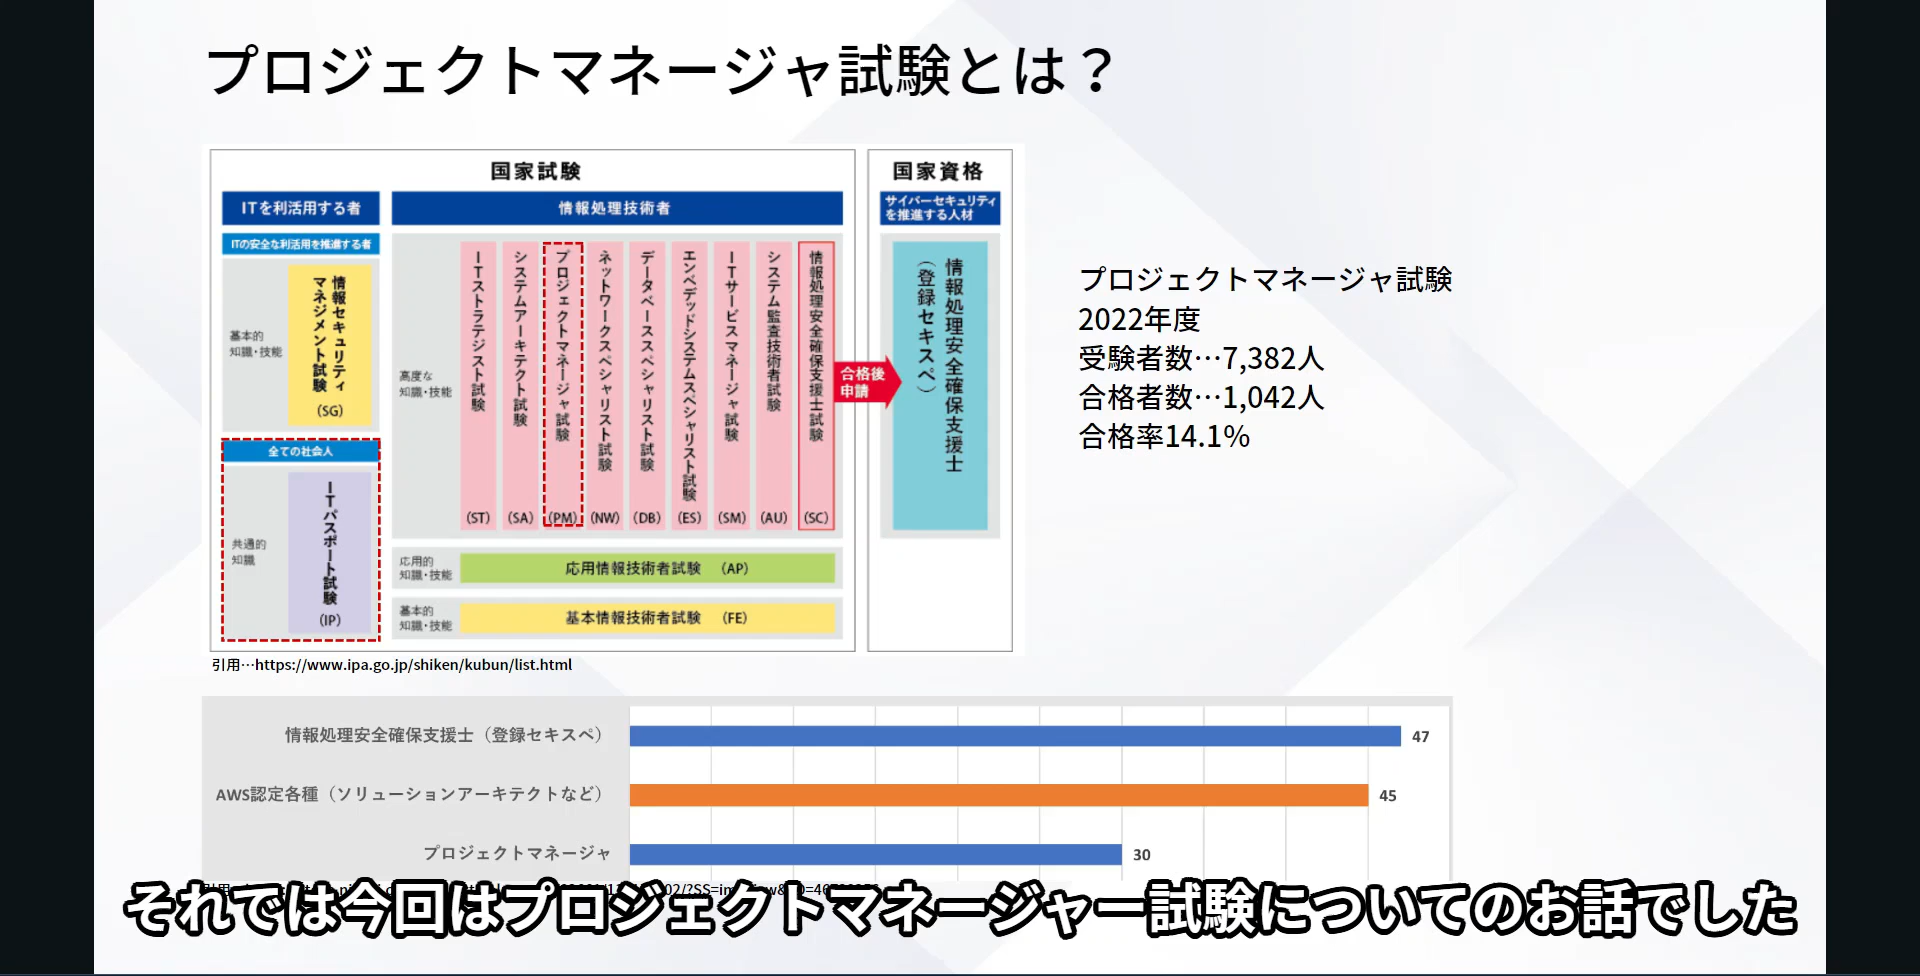 プロジェクトマネージャ試験とは？
国家試験
ITを利活用する者
ITの安全な利活用を推進する者
基本的
知識・技能
情報セキュリティ
マネジメント試験
（SG）
全ての社会人
共通的
知識
ITパスポート試験
（IP）
情報処理技術者
高度な
知識・技能
ITストラテジスト試験
（ST）
システムアーキテクト試験
（SA）
プロジェクトマネージャ試験
（PM）
ネットワークスペシャリスト試験
（NW）
データベーススペシャリスト試験
（DB）
エンベデッドシステムスペシャリスト試験
（ES）
ITサービスマネージャ試験
（SM）
システム監査技術者試験
（AU）
情報処理安全確保支援士試験
（SC）
応用的
知識・技能
応用情報技術者試験　（AP）
基本的
知識・技能
基本情報技術者試験　（FE）
合格後
申請
国家資格
サイバーセキュリティ
を推進する人材
情報処理安全確保支援士
（登録セキスペ）
引用…https://www.ipa.go.jp/shiken/kubun/list.html
プロジェクトマネージャ試験
2022年度
受験者数…7,382人
合格者数…1,042人
合格率14.1%
情報処理安全確保支援士（登録セキスペ） 47
AWS認定各種（ソリューションアーキテクトなど） 45
プロジェクトマネージャ 30
それでは今回はプロジェクトマネージャー試験についてのお話でした